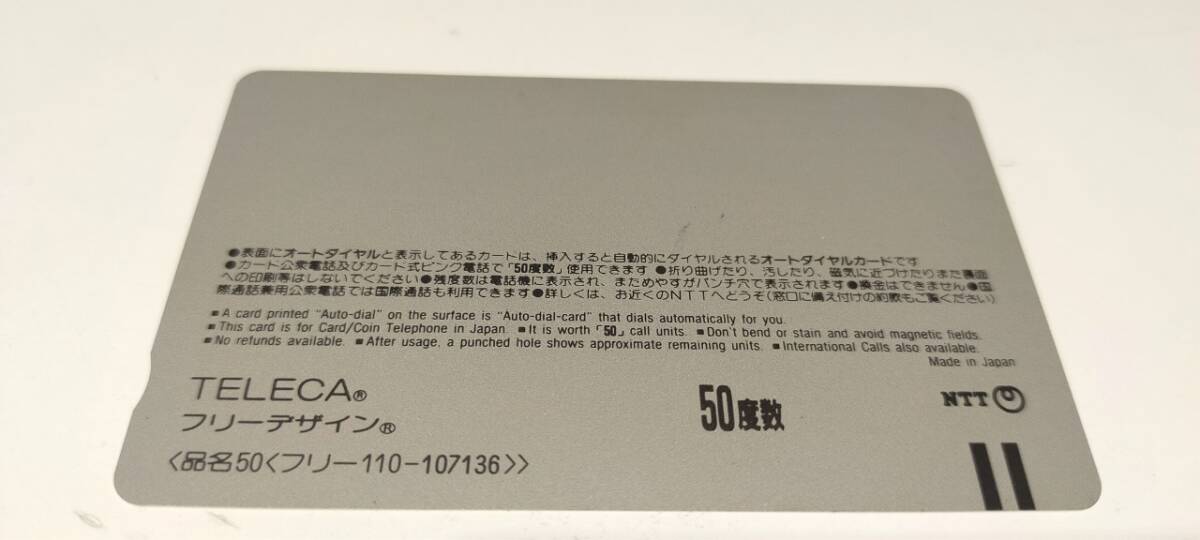 ●表面にオートダイヤルと表示してあるカードは、挿入すると自動的にダイヤルされるオートダイヤルカードです
●カード公衆電話及びカード式ピンク電話で「50度数」使用できます ●折り曲げたり、汚したり、磁気に近づけたりまた裏面
への印刷等はしないでください ●残度数は電話機に表示され、まためやすがパンチ穴で表示されます ●換金はできません ●国
際通話兼用公衆電話では国際通話も利用できます ●詳しくは、お近くのNTTへどうぞ(窓口に備え付けの約款もご覧ください)
■A card printed "Auto-dial" on the surface is "Auto-dial-card" that dials automatically for you.
■This card is for Card/Coin Telephone in Japan. ■It is worth「50」call units. ■Don't bend or stain and avoid magnetic fields.
■No refunds available. ■After usage, a punched hole shows approximate remaining units. ■International Calls also available.
Made in Japan
TELECA®
フリーデザイン®
50度数
NTT
〈品名50〈フリー110-107136〉〉